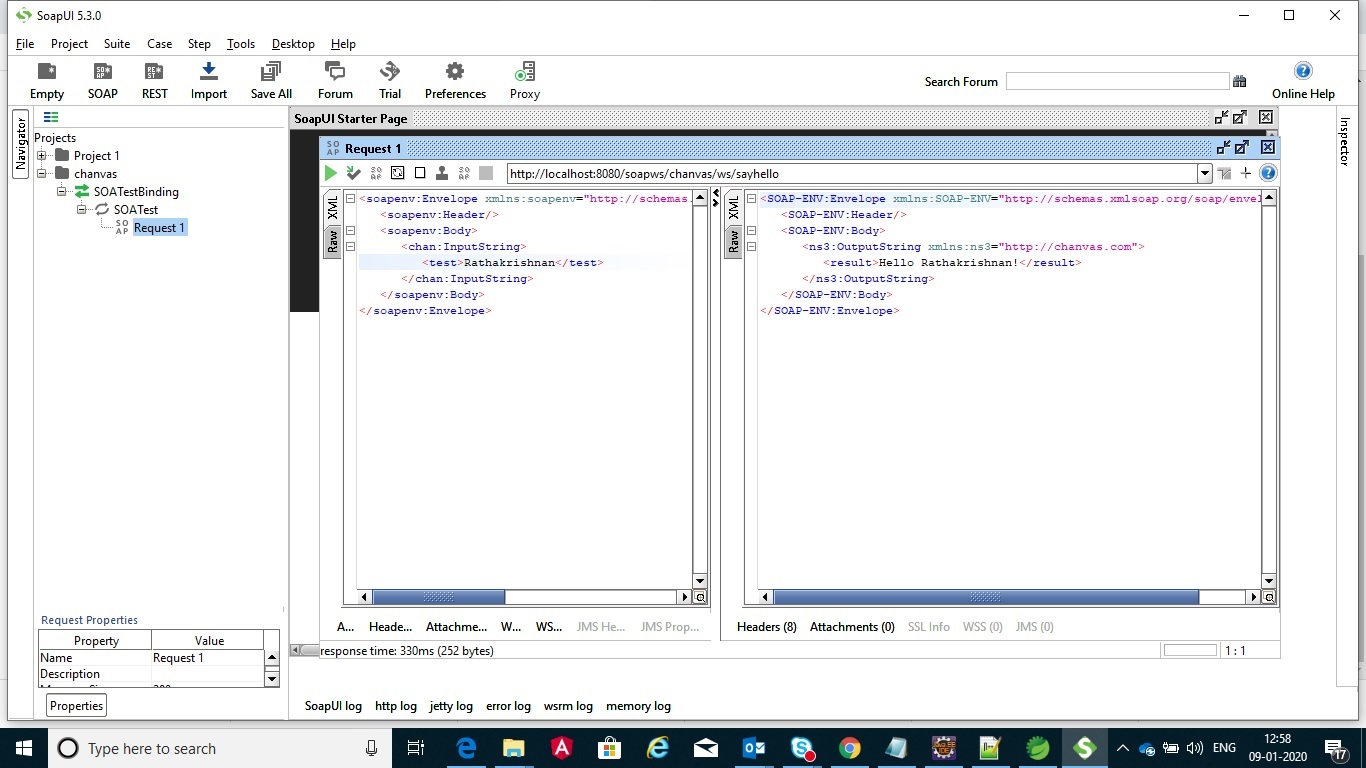 SoapUI 5.3.0
File Project Suite Case Step Tools Desktop Help
Empty SOAP REST Import Save All Forum Trial Preferences Proxy Search Forum Online Help
Navigator
Inspector
Projects
Project 1
chanvas
SOATestBinding
SOATest
Request 1
SoapUI Starter Page
Request 1
http://localhost:8080/soapws/chanvas/ws/sayhello
XML
Raw
<soapenv:Envelope xmlns:soapenv="http://schemas.
<soapenv:Header/>
<soapenv:Body>
<chan:InputString>
<test>Rathakrishnan</test>
</chan:InputString>
</soapenv:Body>
</soapenv:Envelope>
A... Heade... Attachme... W... WS... JMS He... JMS Prop...
XML
Raw
<SOAP-ENV:Envelope xmlns:SOAP-ENV="http://schemas.xmlsoap.org/soap/envel
<SOAP-ENV:Header/>
<SOAP-ENV:Body>
<ns3:OutputString xmlns:ns3="http://chanvas.com">
<result>Hello Rathakrishnan!</result>
</ns3:OutputString>
</SOAP-ENV:Body>
</SOAP-ENV:Envelope>
Headers (8) Attachments (0) SSL Info WSS (0) JMS (0)
response time: 330ms (252 bytes)
1 : 1
Request Properties
Property Value
Name Request 1
Description
Properties
SoapUI log http log jetty log error log wsrm log memory log
Type here to search
ENG
12:58
09-01-2020
17